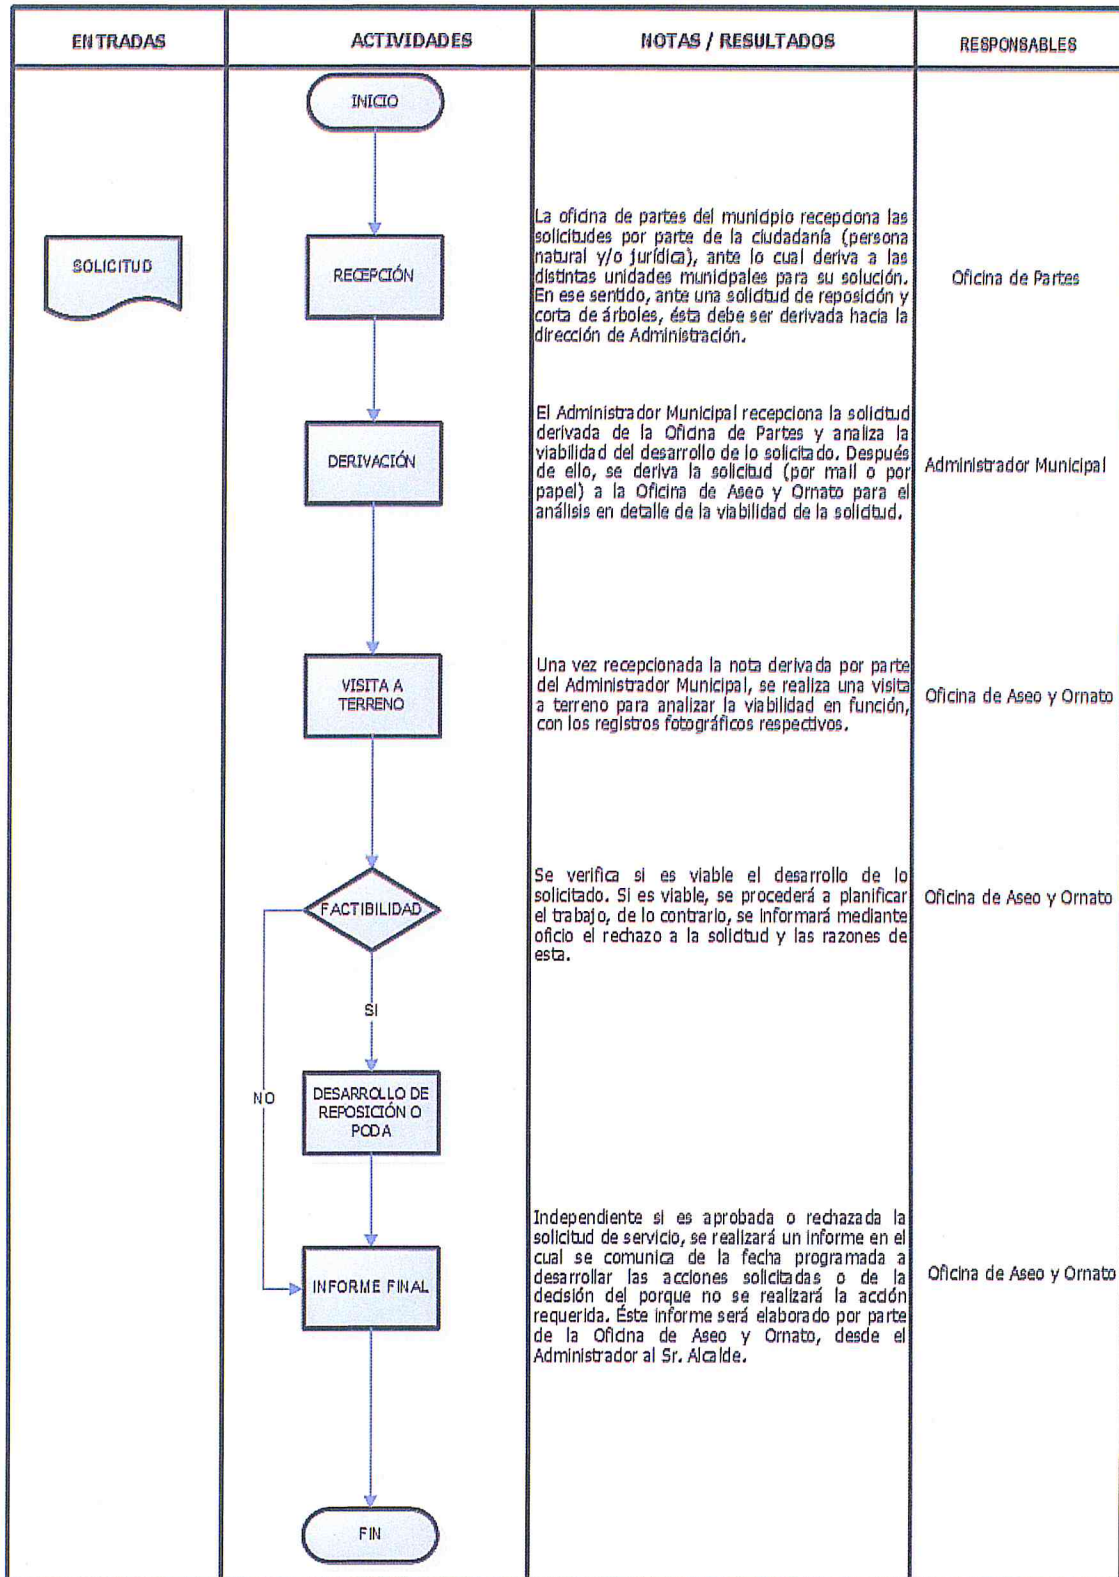 ENTRADAS
ACTIVIDADES
NOTAS / RESULTADOS
RESPONSABLES
INICIO
SOLICITUD
RECEPCIÓN
La oficina de partes del municipio recepciona las
solicitudes por parte de la ciudadanía (persona
natural y/o jurídica), ante lo cual deriva a las
distintas unidades municipales para su solución.
En ese sentido, ante una solicitud de reposición y
corta de árboles, ésta debe ser derivada hacia la
dirección de Administración.
Oficina de Partes
DERIVACIÓN
El Administrador Municipal recepciona la solicitud
derivada de la Oficina de Partes y analiza la
viabilidad del desarrollo de lo solicitado. Después
de ello, se deriva la solicitud (por mail o por
papel) a la Oficina de Aseo y Ornato para el
análisis en detalle de la viabilidad de la solicitud.
Administrador Municipal
VISITA A
TERRENO
Una vez recepcionada la nota derivada por parte
del Administrador Municipal, se realiza una visita
a terreno para analizar la viabilidad en función,
con los registros fotográficos respectivos.
Oficina de Aseo y Ornato
FACTIBILIDAD
Se verifica si es viable el desarrollo de lo
solicitado. Si es viable, se procederá a planificar
el trabajo, de lo contrario, se informará mediante
oficio el rechazo a la solicitud y las razones de
esta.
Oficina de Aseo y Ornato
SI
NO
DESARROLLO DE
REPOSICIÓN O
PODA
INFORME FINAL
Independiente si es aprobada o rechazada la
solicitud de servicio, se realizará un informe en el
cual se comunica de la fecha programada a
desarrollar las acciones solicitadas o de la
decisión del porque no se realizará la acción
requerida. Éste informe será elaborado por parte
de la Oficina de Aseo y Ornato, desde el
Administrador al Sr. Alcalde.
Oficina de Aseo y Ornato
FIN